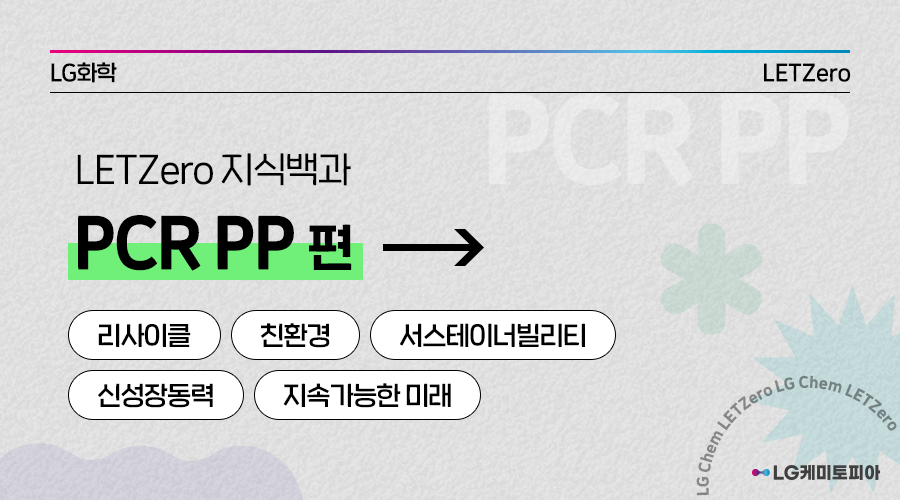 LG화학
LETZero
PCR PP
LETZero 지식백과
PCR PP 편
리사이클
친환경
서스테이너빌리티
신성장동력
지속가능한 미래
LG Chem LETZero LG Chem LETZero
LG케미토피아